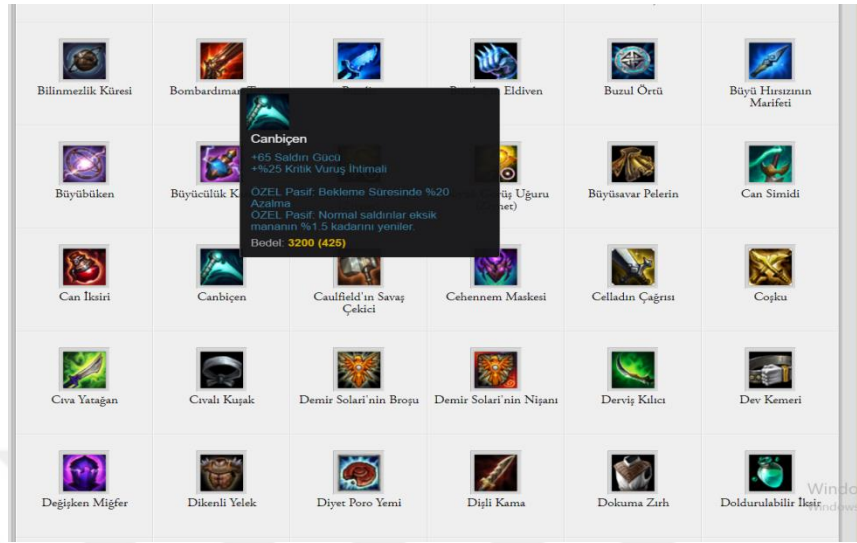 Bilinmezlik Küresi
Bombardıman
Eldiven
Buzul Örtü
Büyü Hırsızının
Marifeti
Canbiçen
+65 Saldırı Gücü
+%25 Kritik Vuruş İhtimali
ÖZEL Pasif: Bekleme Süresinde %20
Azalma
ÖZEL Pasif: Normal saldırılar eksik
mananın %1.5 kadarını yeniler.
Bedel: 3200 (425)
Büyübüken
Büyücülük K
Uğuru
Büyüsavar Pelerin
Can Simidi
Can İksiri
Canbiçen
Caulfield'ın Savaş
Çekici
Cehennem Maskesi
Celladın Çağrısı
Coşku
Cıva Yatağan
Cıvalı Kuşak
Demir Solari'nin Broşu
Demir Solari'nin Nişanı
Derviş Kılıcı
Dev Kemeri
Değişken Miğfer
Dikenli Yelek
Diyet Poro Yemi
Dişli Kama
Dokuma Zırh
Doldurulabilir İksir
Windo
Windows